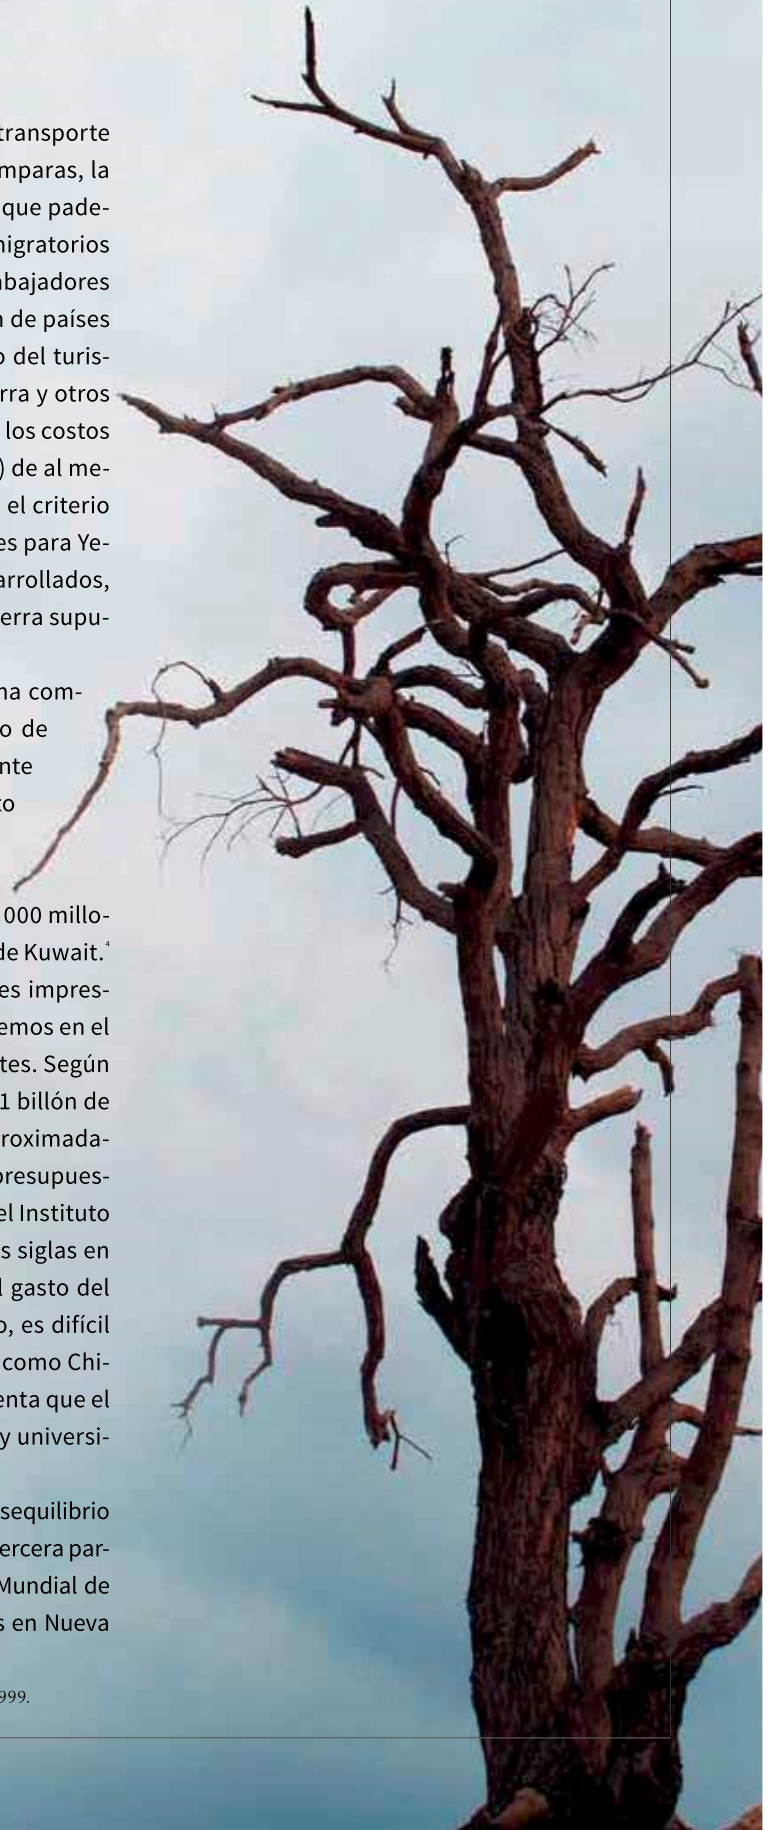 transporte
mparas, la
que pade-
nigratorios
abajadores
n de países
o del turis-
rra y otros
los costos
) de al me-
el criterio
es para Ye-
arrollados,
erra supu-
na com-
o de
nte
to
000 millo-
de Kuwait.⁴
es impres-
emos en el
tes. Según
1 billón de
roximada-
presupues-
el Instituto
s siglas en
l gasto del
o, es difícil
como Chi-
enta que el
y universi-
sequilibrio
ercera par-
Mundial de
s en Nueva
999.